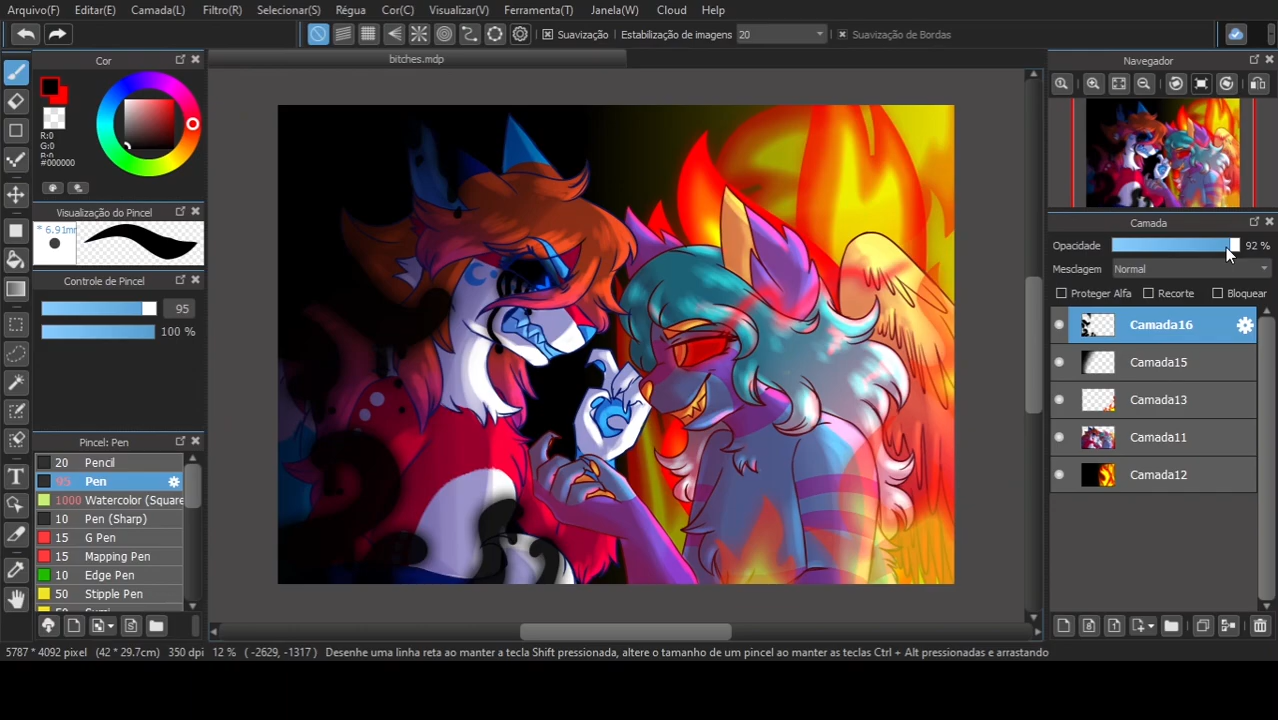 Arquivo(F) Editar(E) Camada(L) Filtro(R) Selecionar(S) Régua Cor(C) Visualizar(V) Ferramenta(T) Janela(W) Cloud Help
Suavização Estabilização de imagens 20 Suavização de Bordas
Cor
R:0
G:0
B:0
#000000
Visualização do Pincel
* 6.91mm
Controle de Pincel
95
100 %
Pincel: Pen
20 Pencil
95 Pen
1000 Watercolor (Square
10 Pen (Sharp)
15 G Pen
15 Mapping Pen
10 Edge Pen
50 Stipple Pen
bitches.mdp
Navegador
Camada
Opacidade 92 %
Mesclagem Normal
Proteger Alfa Recorte Bloquear
Camada16
Camada15
Camada13
Camada11
Camada12
5787 * 4092 pixel (42 * 29.7cm) 350 dpi 12 % ( -2629, -1317 ) Desenhe uma linha reta ao manter a tecla Shift pressionada, altere o tamanho de um pincel ao manter as teclas Ctrl + Alt pressionadas e arrastando